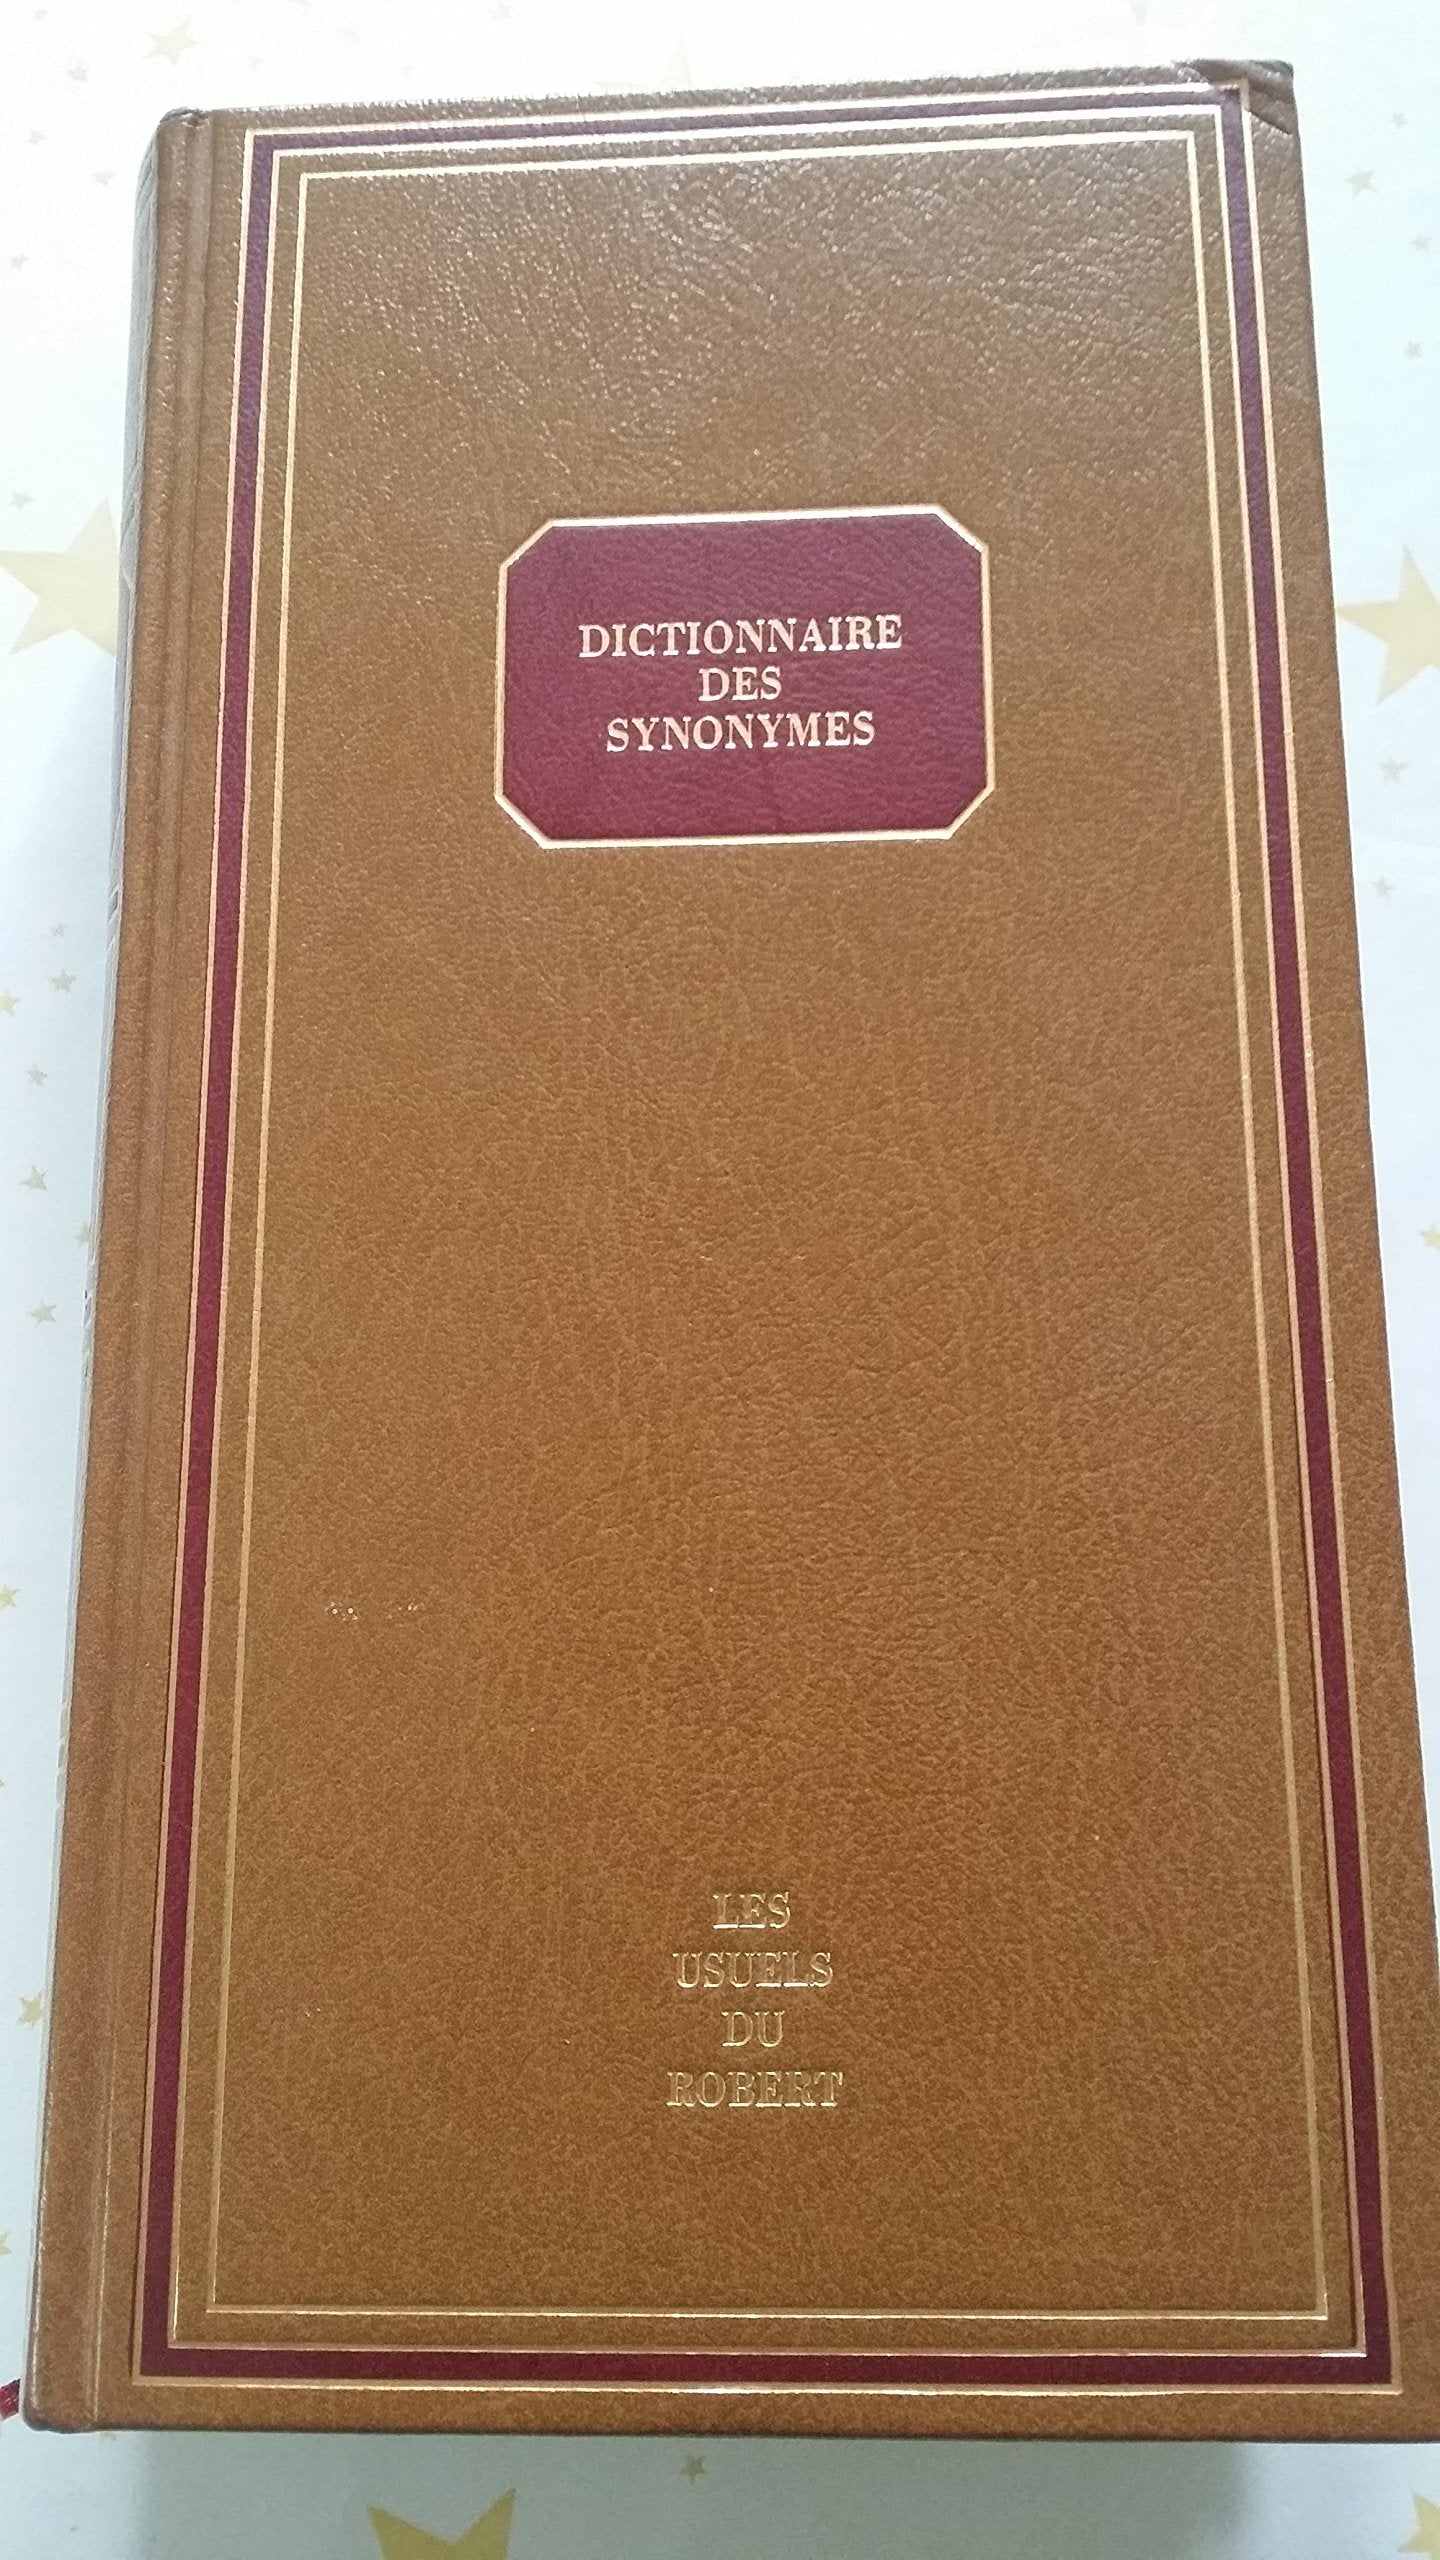 DICTIONNAIRE
DES
SYNONYMES
LES
USUELS
DU
ROBERT